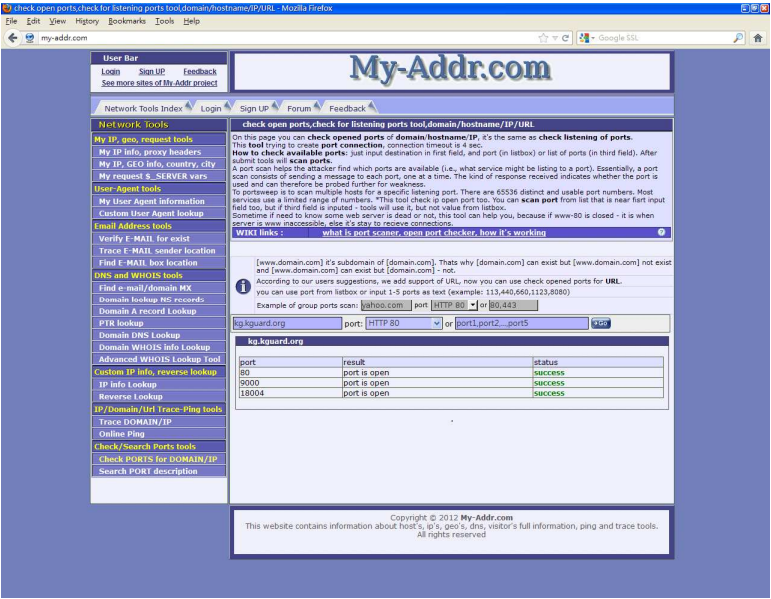 check open ports,check for listening ports tool,domain/hostname/IP/URL - Mozilla Firefox
File Edit View History Bookmarks Tools Help
my-addr.com
Google SSL
User Bar
Login Sign UP Feedback
See more sites of My-Addr project
My-Addr.com
Network Tools Index Login Sign UP Forum Feedback
Network Tools
My IP, geo, request tools
My IP info, proxy headers
My IP, GEO info, country, city
My request $_SERVER vars
User-Agent tools
My User Agent information
Custom User Agent lookup
Email Address tools
Verify E-MAIL for exist
Trace E-MAIL sender location
Find E-MAIL box location
DNS and WHOIS tools
Find e-mail/domain MX
Domain lookup NS records
Domain A record Lookup
PTR lookup
Domain DNS Lookup
Domain WHOIS info Lookup
Advanced WHOIS Lookup Tool
Custom IP info, reverse lookup
IP info Lookup
Reverse Lookup
IP/Domain/Url Trace-Ping tools
Trace DOMAIN/IP
Online Ping
Check/Search Ports tools
Check PORTS for DOMAIN/IP
Search PORT description
check open ports,check for listening ports tool,domain/hostname/IP/URL
On this page you can check opened ports of domain/hostname/IP, it's the same as check listening of ports.
This tool trying to create port connection, connection timeout is 4 sec.
How to check available ports: just input destination in first field, and port (in listbox) or list of ports (in third field). After
submit tools will scan ports.
A port scan helps the attacker find which ports are available (i.e., what service might be listing to a port). Essentially, a port
scan consists of sending a message to each port, one at a time. The kind of response received indicates whether the port is
used and can therefore be probed further for weakness.
To portsweep is to scan multiple hosts for a specific listening port. There are 65536 distinct and usable port numbers. Most
services use a limited range of numbers. *This tool check ip open port too. You can scan port from list that is near fisrt input
field too, but if third field is inputed - tools will use it, but not value from listbox.
Sometime if need to know some web server is dead or not, this tool can help you, because if www-80 is closed - it is when
server is www inaccessible, else it's stay to recieve connections.
WIKI links : what is port scaner, open port checker, how it's working
[www.domain.com] it's subdomain of [domain.com]. Thats why [domain.com] can exist but [www.domain.com] not exist
and [www.domain.com] can exist but [domain.com] - not.
According to our users suggestions, we add support of URL, now you can use check opened ports for URL.
you can use port from listbox or input 1-5 ports as text (example: 113,440,660,1123,8080)
Example of group ports scan: yahoo.com port HTTP 80 or 80,443
kg.kguard.org port: HTTP 80 or port1,port2,...,port5 GO
kg.kguard.org
port result status
80 port is open success
9000 port is open success
18004 port is open success
Copyright © 2012 My-Addr.com
This website contains information about host's, ip's, geo's, dns, visitor's full information, ping and trace tools.
All rights reserved